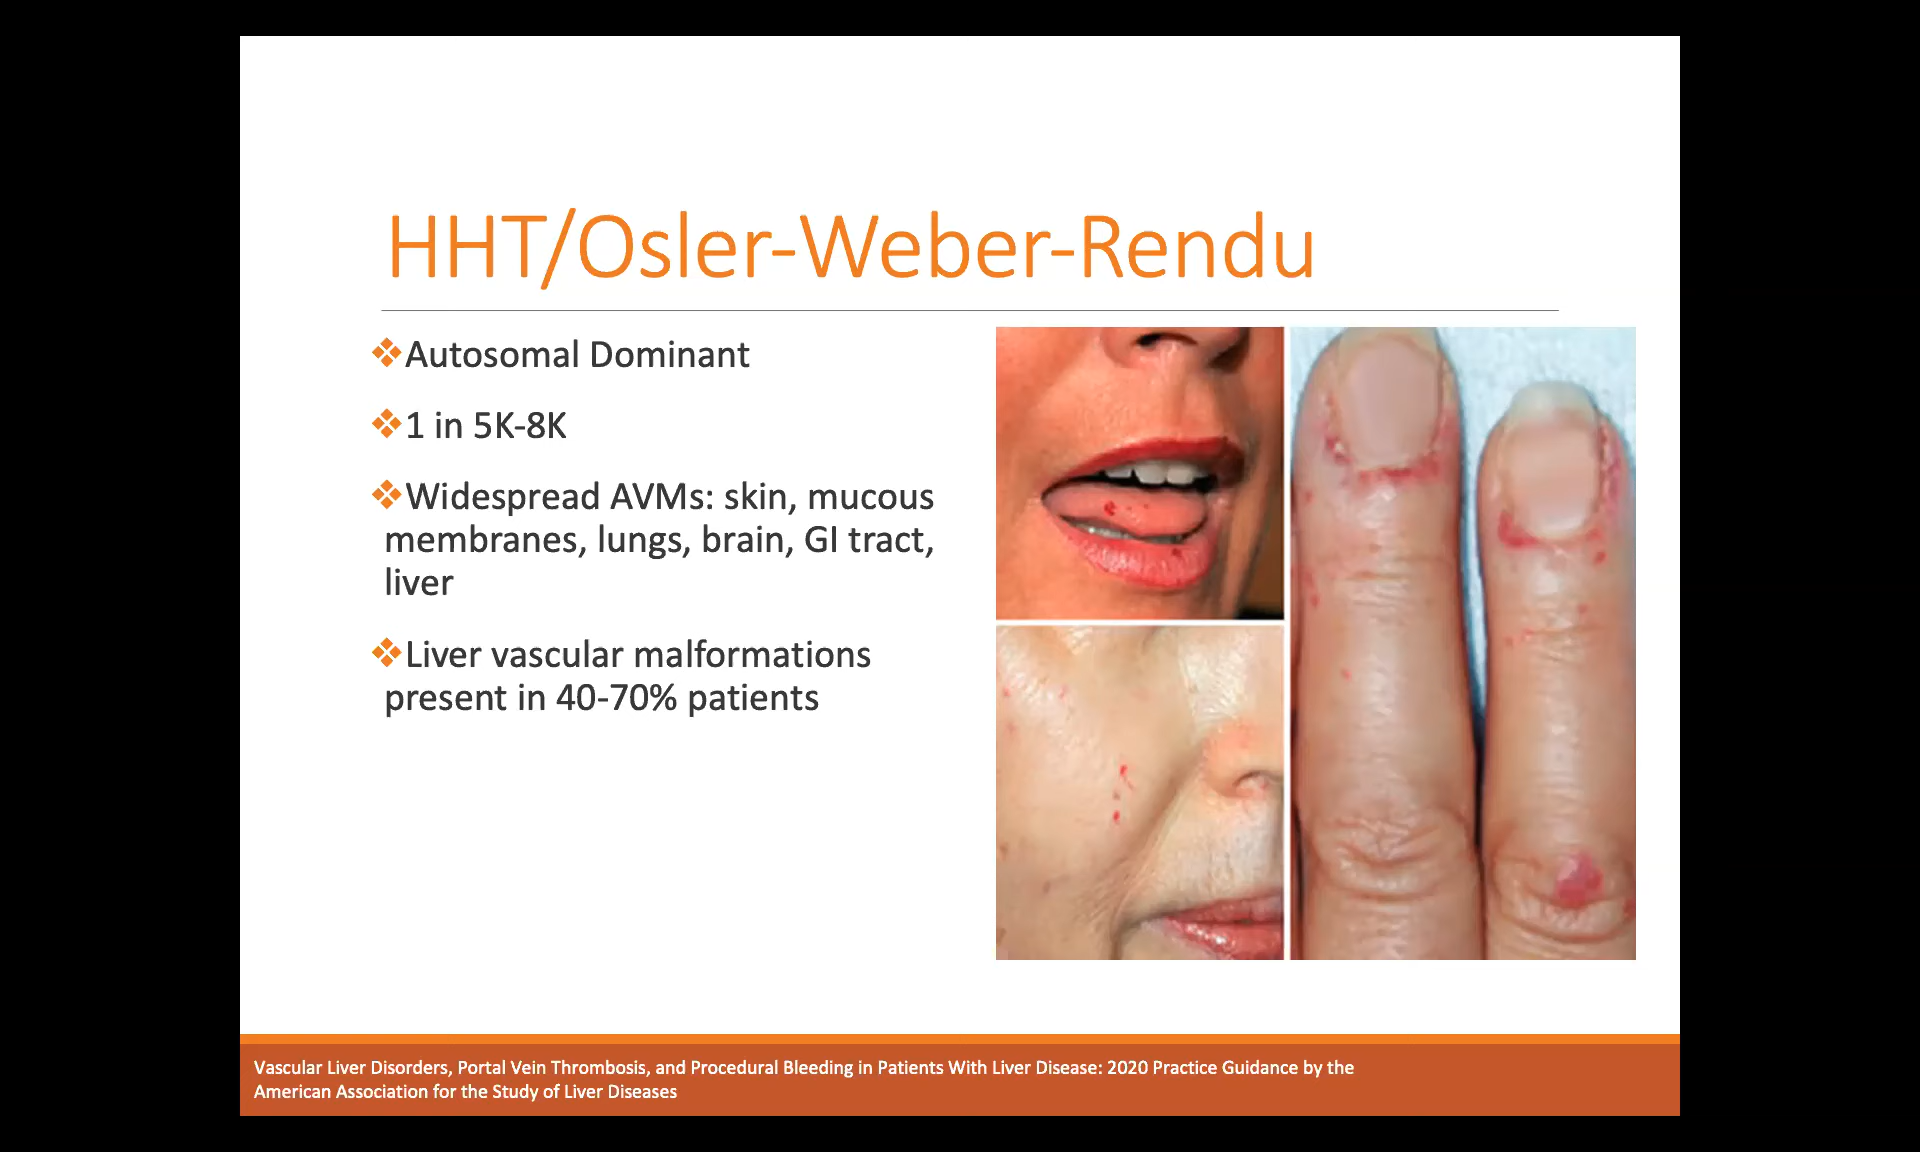 HHT/Osler-Weber-Rendu
Autosomal Dominant
1 in 5K-8K
Widespread AVMs: skin, mucous
membranes, lungs, brain, GI tract,
liver
Liver vascular malformations
present in 40-70% patients
Vascular Liver Disorders, Portal Vein Thrombosis, and Procedural Bleeding in Patients With Liver Disease: 2020 Practice Guidance by the
American Association for the Study of Liver Diseases